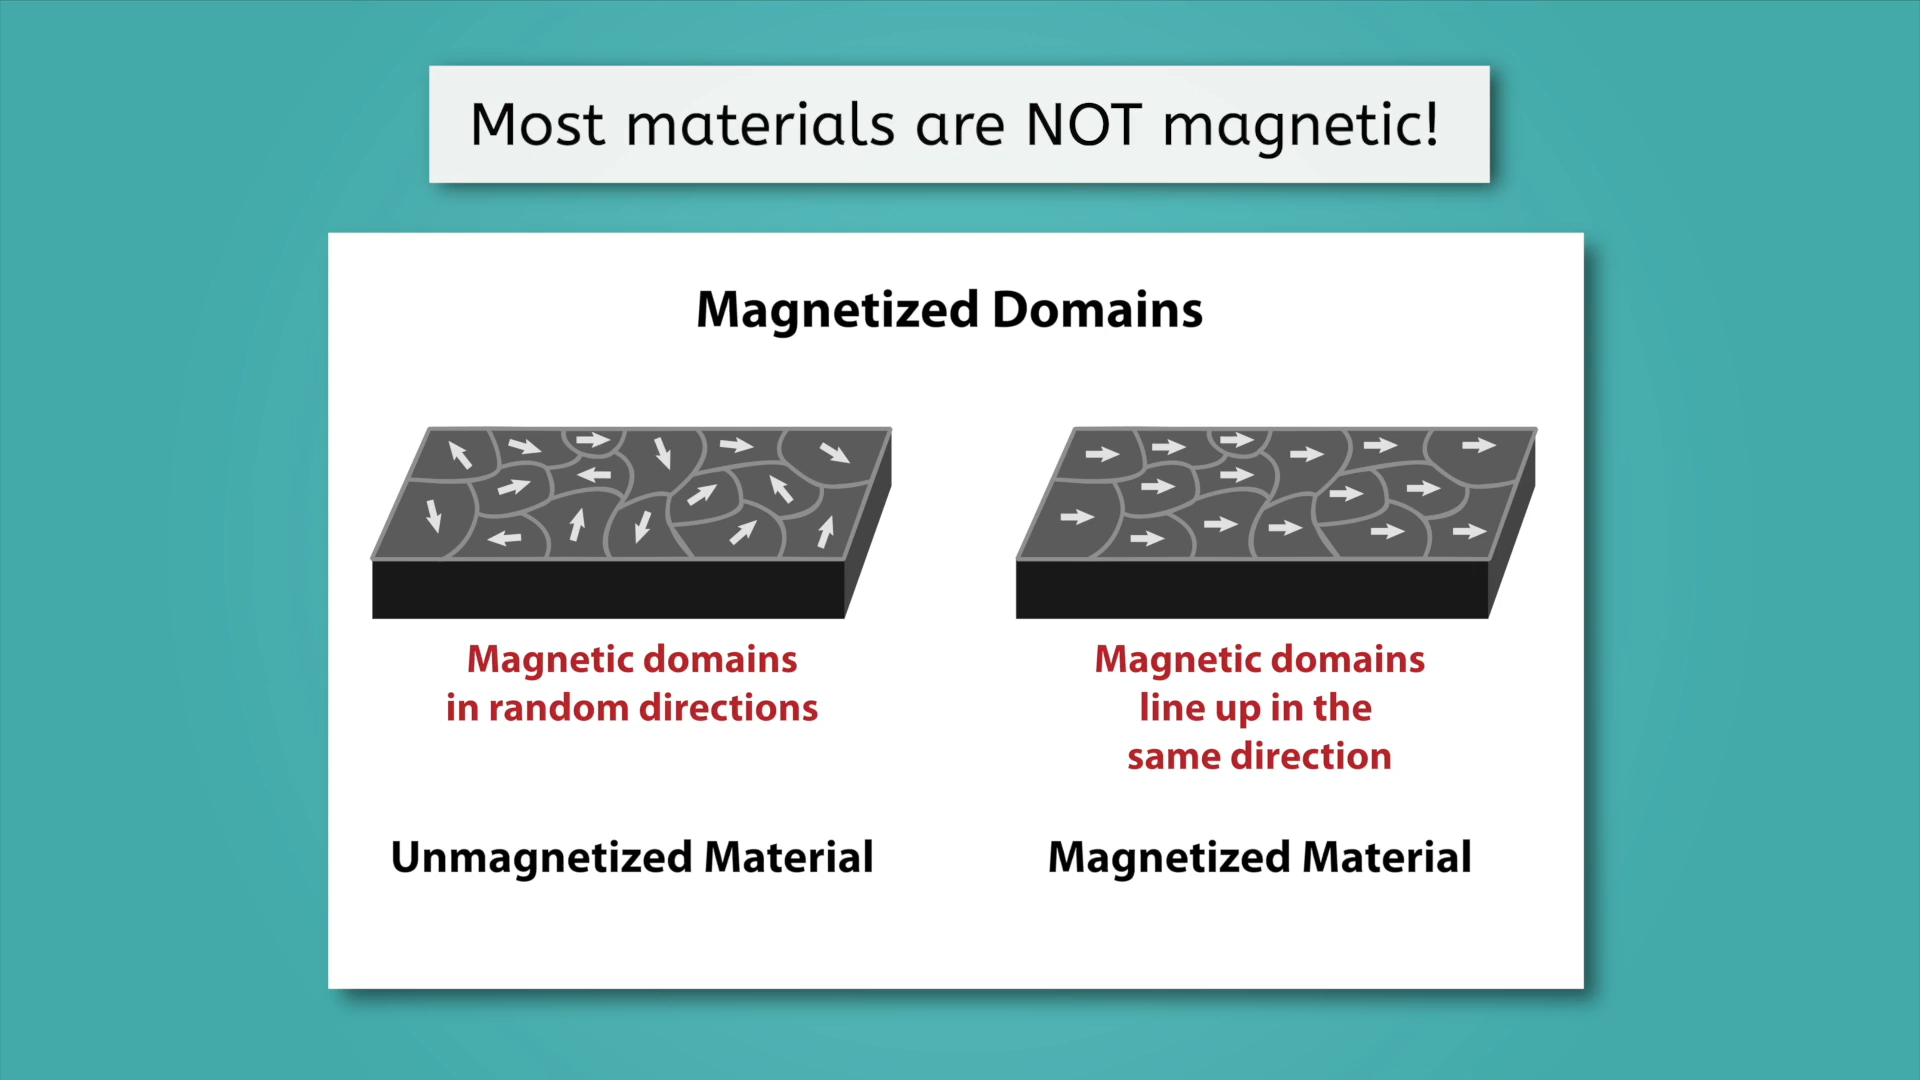 Most materials are NOT magnetic!
Magnetized Domains
Magnetic domains
in random directions
Unmagnetized Material
Magnetic domains
line up in the
same direction
Magnetized Material